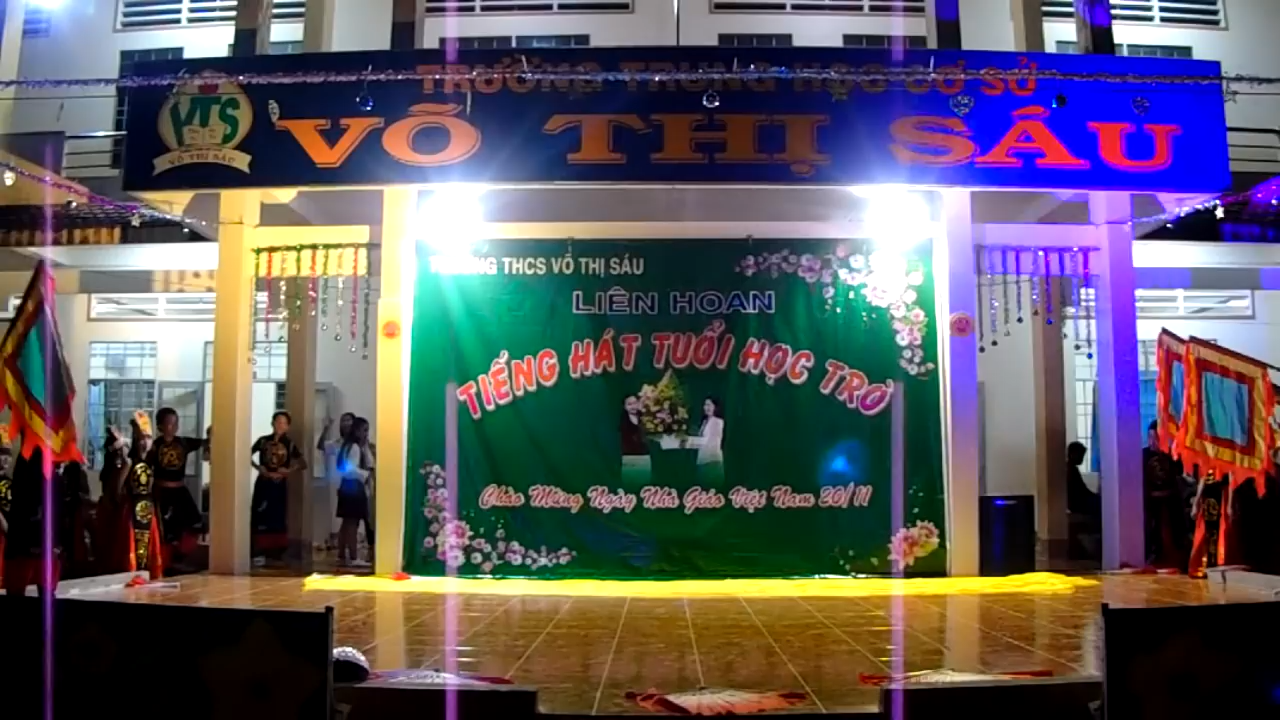 TRƯỜNG TRUNG HỌC CƠ SỞ
VTS
VÕ THỊ SÁU
VÕ THỊ SÁU
TRƯỜNG THCS VÕ THỊ SÁU
LIÊN HOAN
TIẾNG HÁT TUỔI HỌC TRÒ
Chào Mừng Ngày Nhà Giáo Việt Nam 20/11